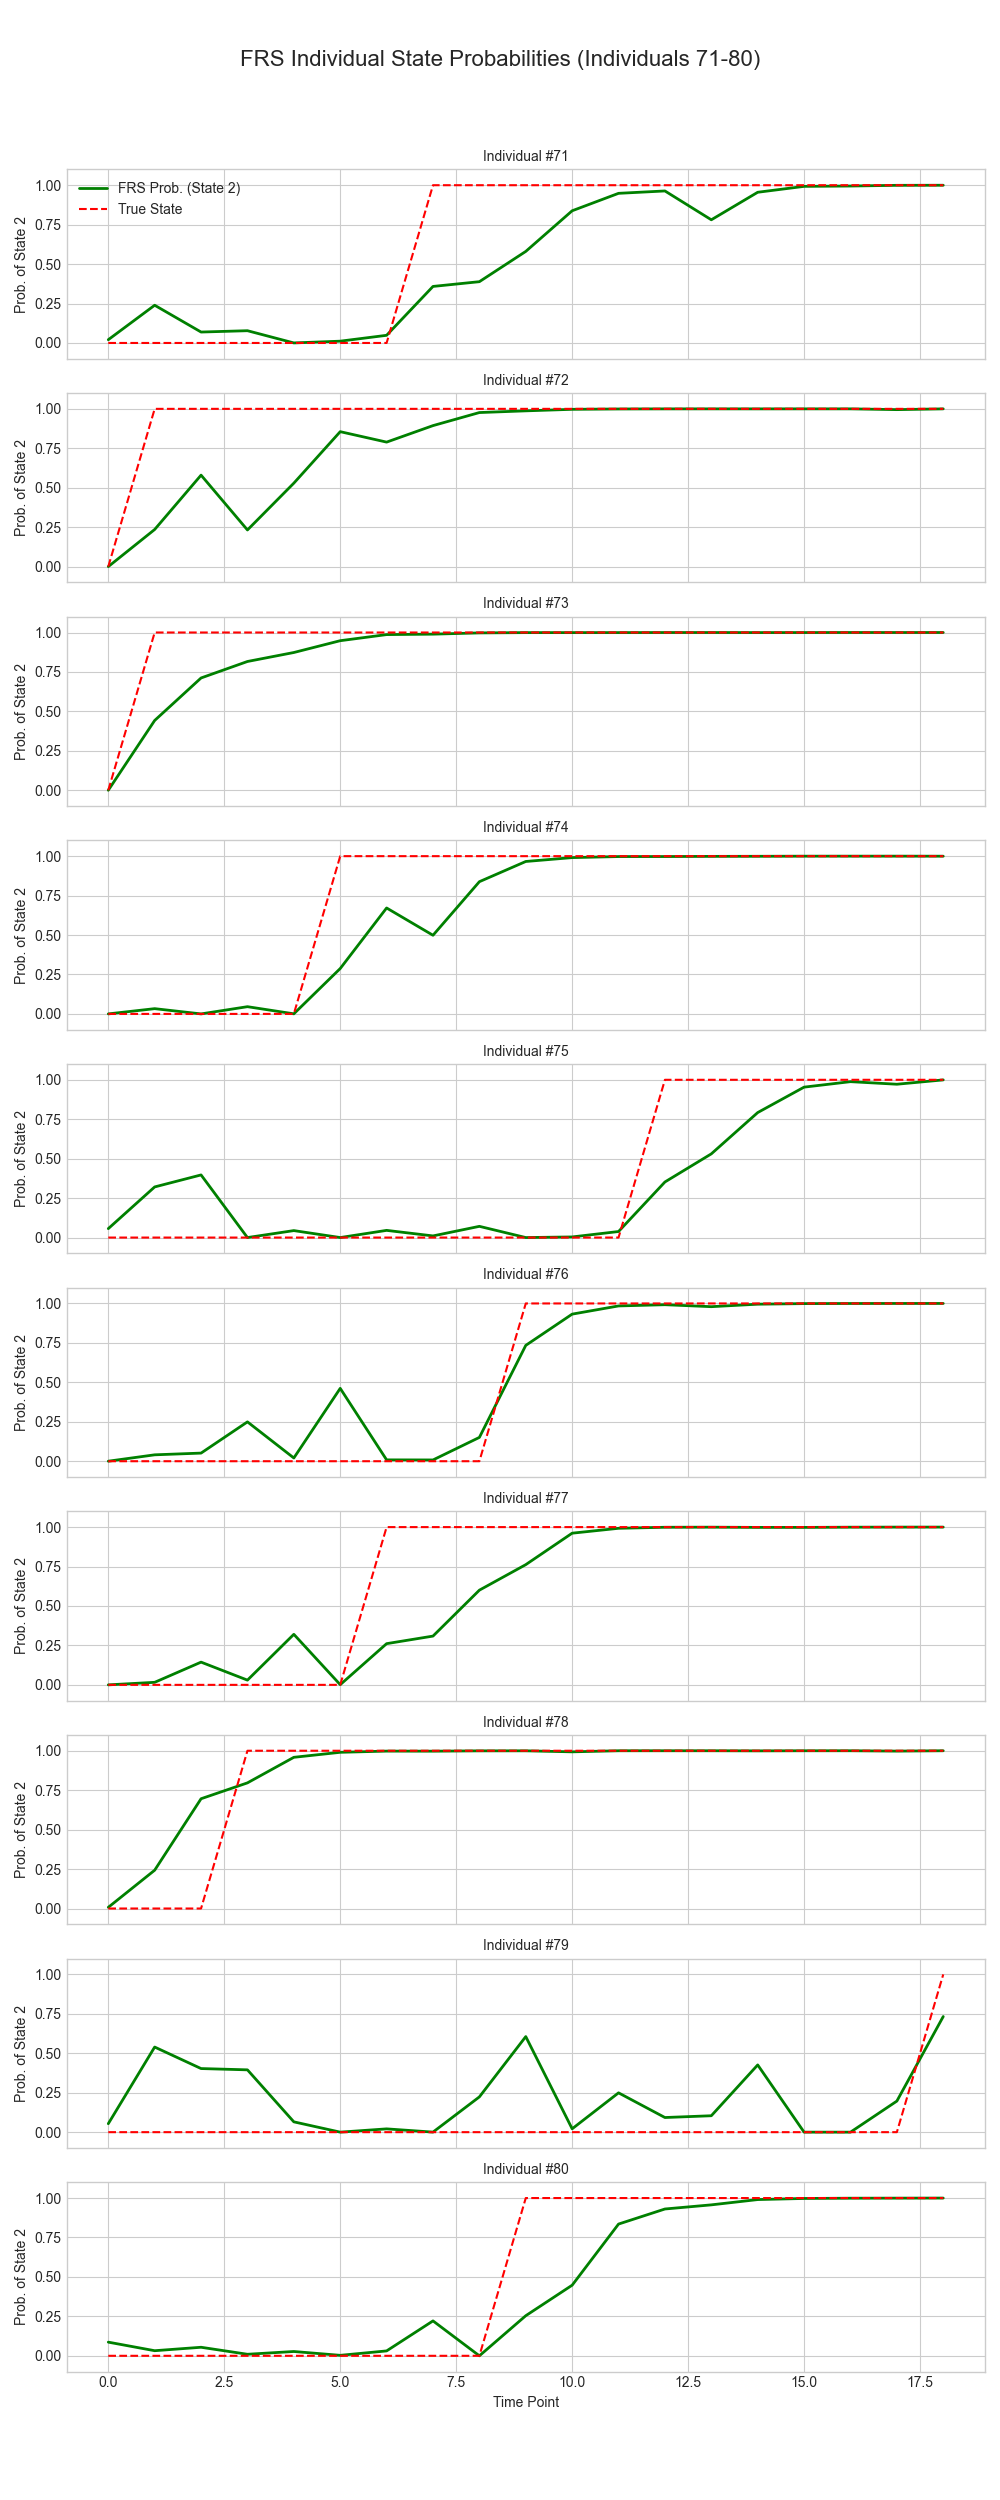 FRS Individual State Probabilities (Individuals 71-80)
Individual #71
FRS Prob. (State 2)
True State
Prob. of State 2
1.00
0.75
0.50
0.25
0.00
Individual #72
Prob. of State 2
1.00
0.75
0.50
0.25
0.00
Individual #73
Prob. of State 2
1.00
0.75
0.50
0.25
0.00
Individual #74
Prob. of State 2
1.00
0.75
0.50
0.25
0.00
Individual #75
Prob. of State 2
1.00
0.75
0.50
0.25
0.00
Individual #76
Prob. of State 2
1.00
0.75
0.50
0.25
0.00
Individual #77
Prob. of State 2
1.00
0.75
0.50
0.25
0.00
Individual #78
Prob. of State 2
1.00
0.75
0.50
0.25
0.00
Individual #79
Prob. of State 2
1.00
0.75
0.50
0.25
0.00
Individual #80
Prob. of State 2
1.00
0.75
0.50
0.25
0.00
0.0 2.5 5.0 7.5 10.0 12.5 15.0 17.5
Time Point